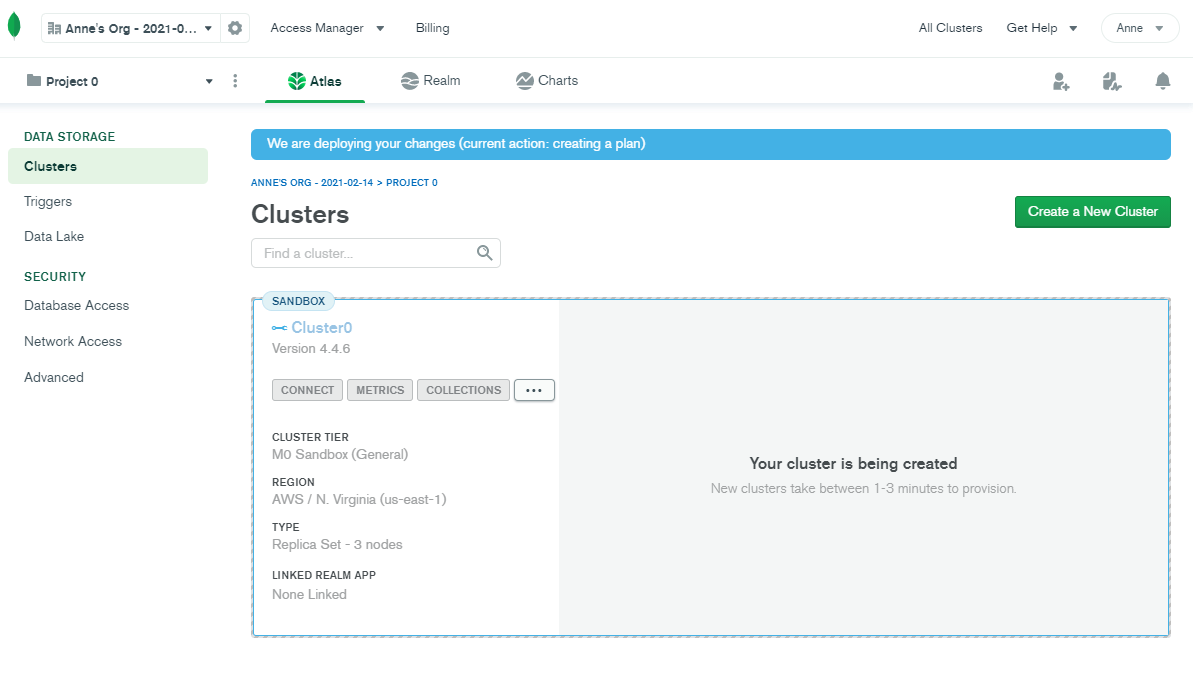 Anne's Org - 2021-0...
Access Manager
Billing
All Clusters
Get Help
Anne
Project 0
Atlas
Realm
Charts
DATA STORAGE
Clusters
Triggers
Data Lake
SECURITY
Database Access
Network Access
Advanced
We are deploying your changes (current action: creating a plan)
ANNE'S ORG - 2021-02-14 > PROJECT 0
Clusters
Create a New Cluster
Find a cluster...
SANDBOX
Cluster0
Version 4.4.6
CONNECT
METRICS
COLLECTIONS
...
CLUSTER TIER
M0 Sandbox (General)
REGION
AWS / N. Virginia (us-east-1)
TYPE
Replica Set - 3 nodes
LINKED REALM APP
None Linked
Your cluster is being created
New clusters take between 1-3 minutes to provision.